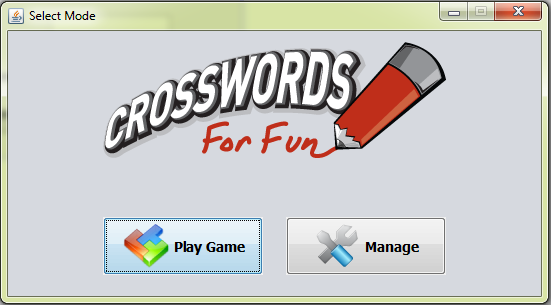 Select Mode
CROSSWORDS
For Fun
Play Game
Manage